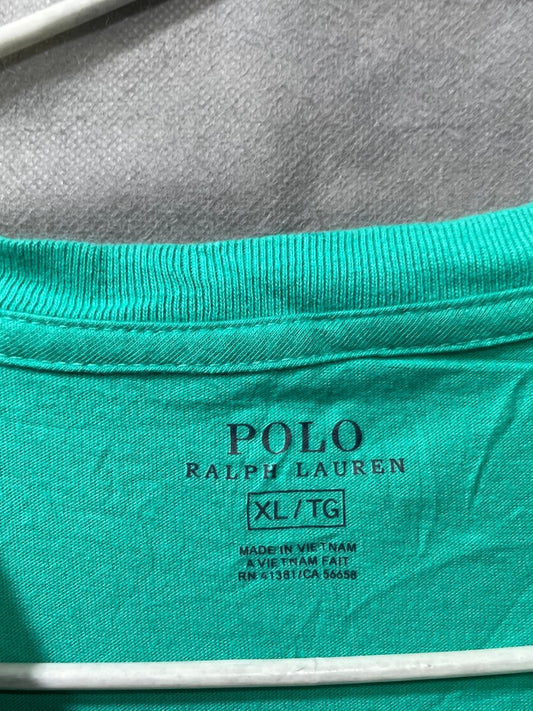 POLO
RALPH LAUREN
XL/TG
MADE IN VIETNAM
A VIETNAM FAIT
RN 41381/CA 56658